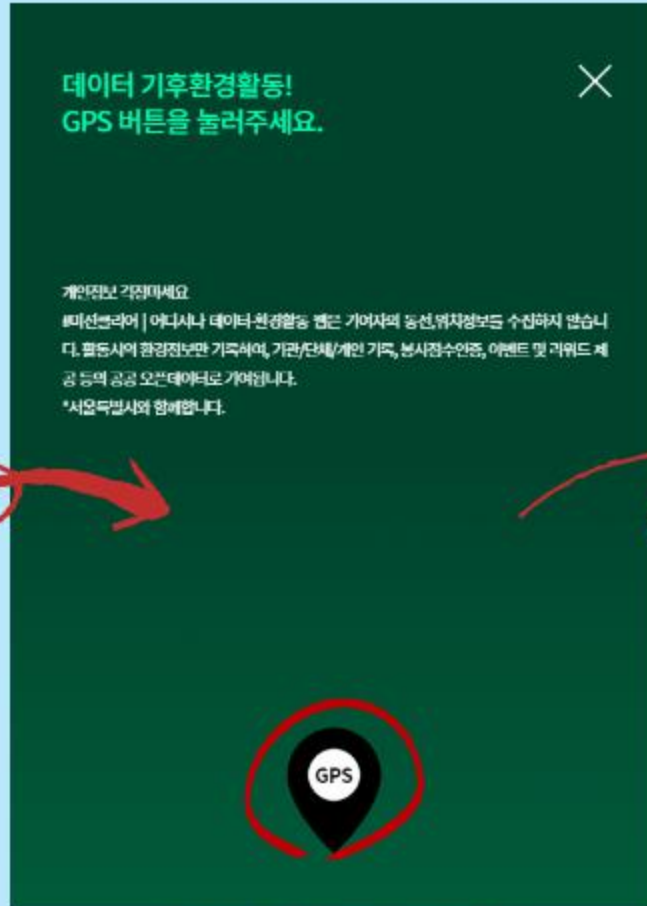 데이터 기후환경활동!
GPS 버튼을 눌러주세요.
개인정보 걱정마세요
#미션클리어 | 어디서나 데이터-환경활동 웹은 기여자의 동선,위치정보를 수집하지 않습니
다. 활동시의 환경정보만 기록하여, 기관/단체/개인 기록, 봉사점수인증, 이벤트 및 리워드 제
공 등의 공공 오픈데이터로 기여됩니다.
*서울특별시와 함께합니다.
GPS